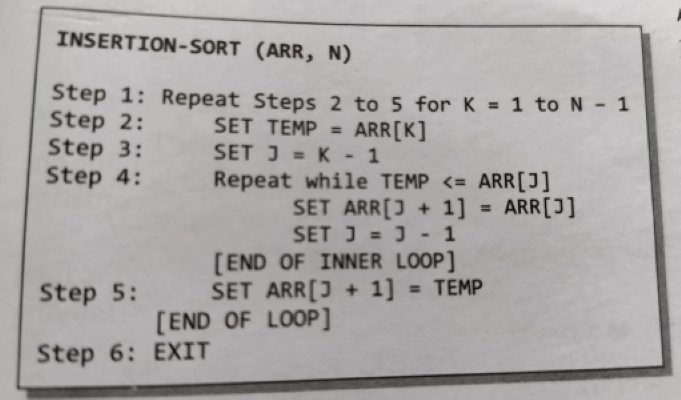 INSERTION-SORT (ARR, N)
Step 1: Repeat Steps 2 to 5 for K = 1 to N - 1
Step 2: SET TEMP = ARR[K]
Step 3: SET J = K - 1
Step 4: Repeat while TEMP <= ARR[J]
SET ARR[J + 1] = ARR[J]
SET J = J - 1
[END OF INNER LOOP]
Step 5: SET ARR[J + 1] = TEMP
[END OF LOOP]
Step 6: EXIT